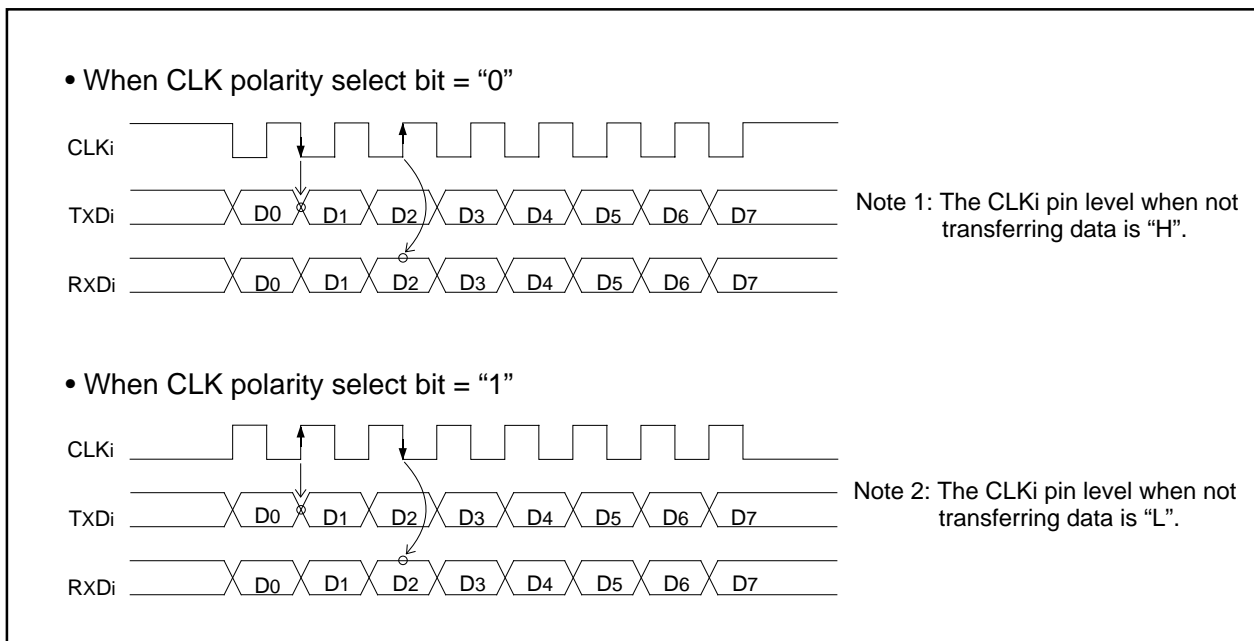 • When CLK polarity select bit = “0”
CLKi
TXDi D0 D1 D2 D3 D4 D5 D6 D7
RXDi D0 D1 D2 D3 D4 D5 D6 D7
Note 1: The CLKi pin level when not
transferring data is “H”.
• When CLK polarity select bit = “1”
CLKi
TXDi D0 D1 D2 D3 D4 D5 D6 D7
RXDi D0 D1 D2 D3 D4 D5 D6 D7
Note 2: The CLKi pin level when not
transferring data is “L”.